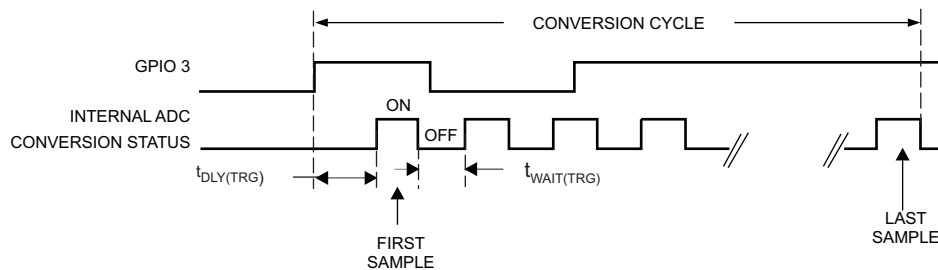 CONVERSION CYCLE
GPIO 3
INTERNAL ADC
CONVERSION STATUS
ON
OFF
tDLY(TRG)
tWAIT(TRG)
FIRST
SAMPLE
LAST
SAMPLE